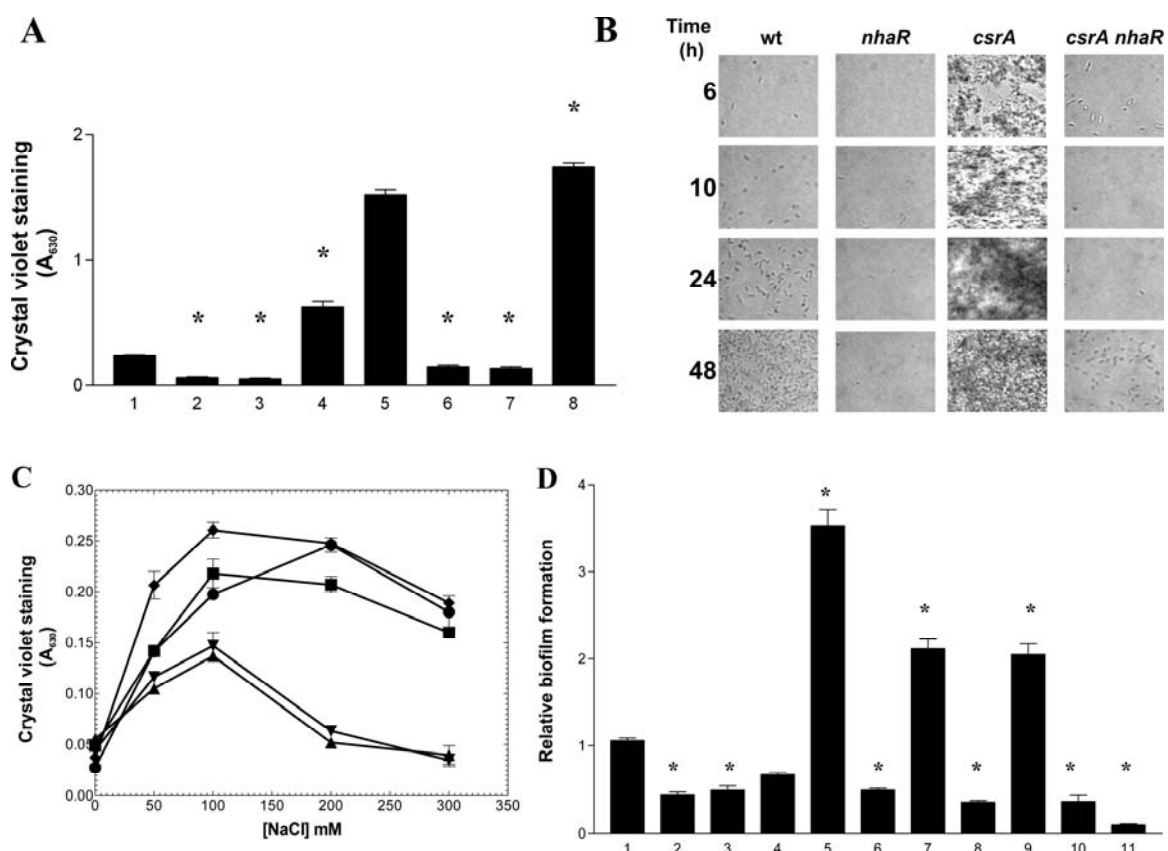 A
Crystal violet staining
(A630)
2
1
0
* * * * * *
1 2 3 4 5 6 7 8
B
Time
(h)
wt nhaR csrA csrA nhaR
6
10
24
48
C
Crystal violet staining
(A630)
0.30
0.25
0.20
0.15
0.10
0.05
0.00
0 50 100 150 200 250 300 350
[NaCl] mM
D
Relative biofilm formation
4
3
2
1
0
* * * * * * * * *
1 2 3 4 5 6 7 8 9 10 11